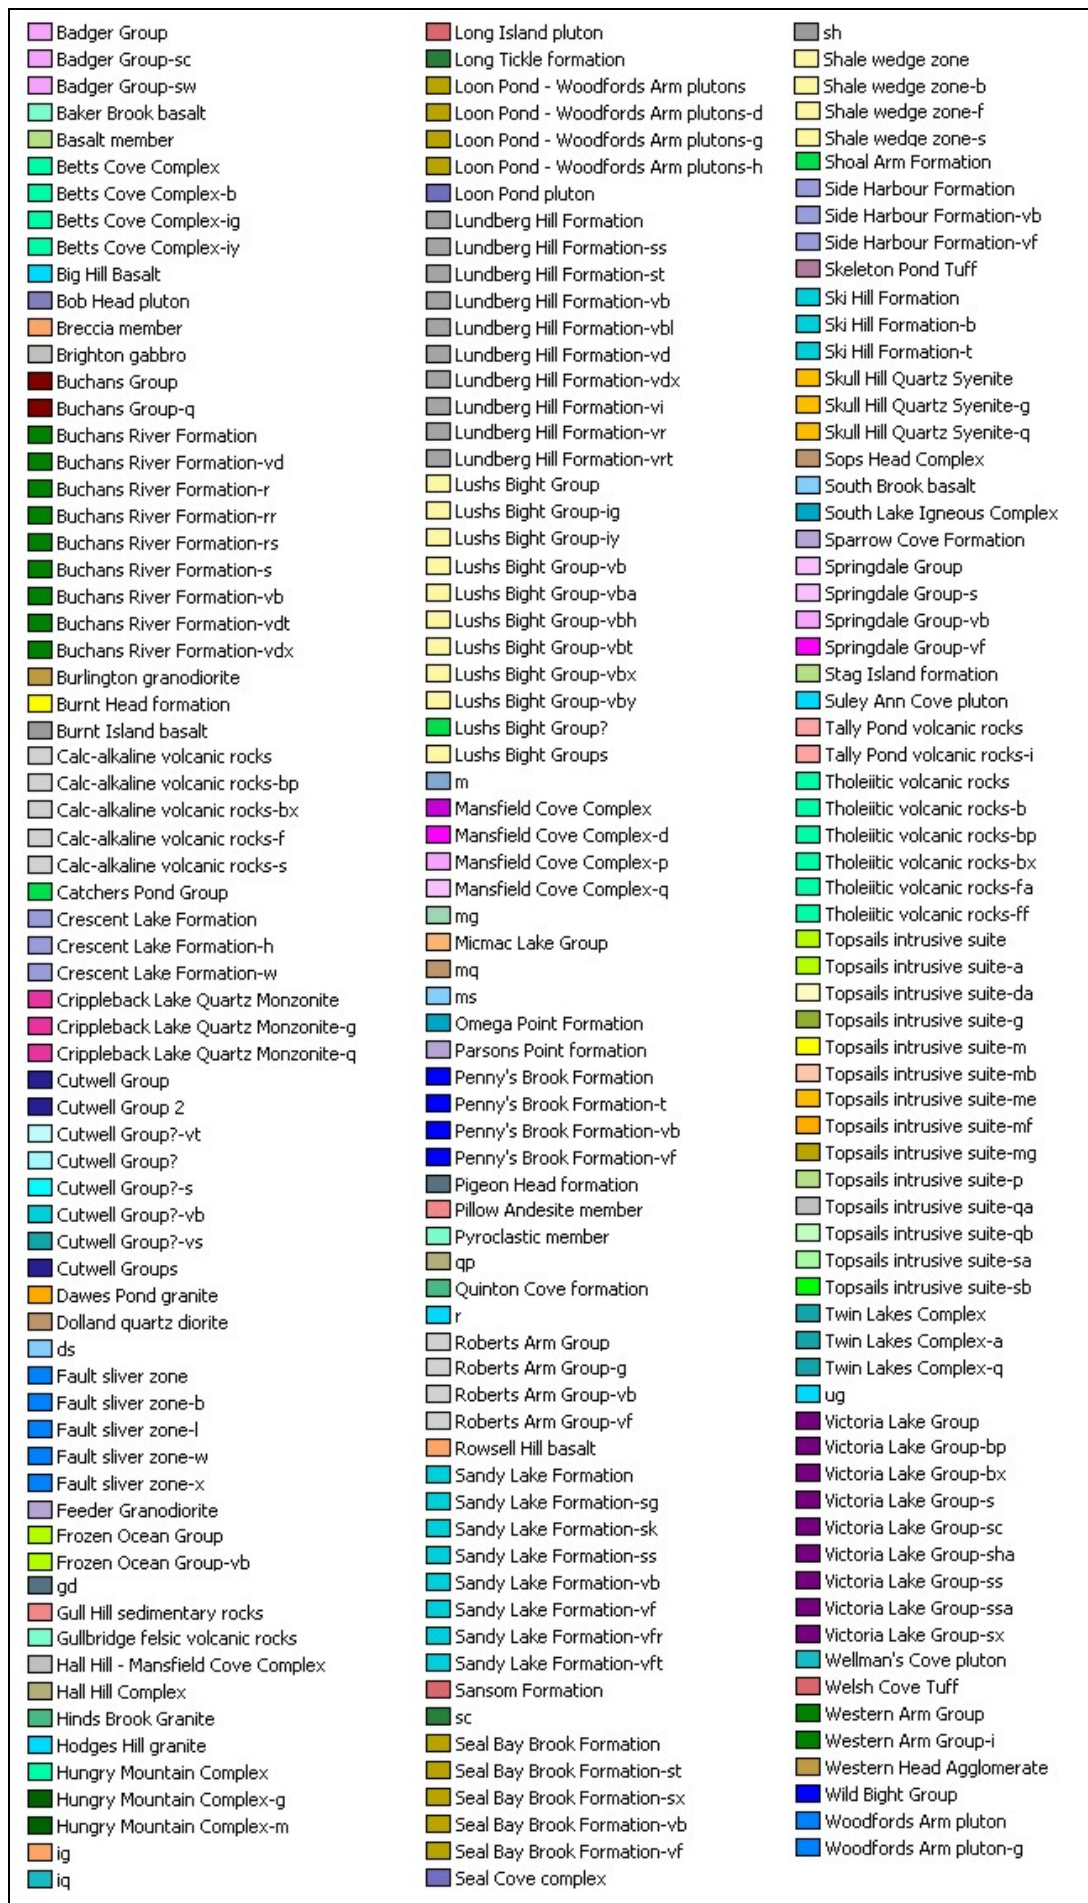 Badger Group
Badger Group-sc
Badger Group-sw
Baker Brook basalt
Basalt member
Betts Cove Complex
Betts Cove Complex-b
Betts Cove Complex-ig
Betts Cove Complex-iy
Big Hill Basalt
Bob Head pluton
Breccia member
Brighton gabbro
Buchans Group
Buchans Group-q
Buchans River Formation
Buchans River Formation-vd
Buchans River Formation-r
Buchans River Formation-rr
Buchans River Formation-rs
Buchans River Formation-s
Buchans River Formation-vb
Buchans River Formation-vdt
Buchans River Formation-vdx
Burlington granodiorite
Burnt Head formation
Burnt Island basalt
Calc-alkaline volcanic rocks
Calc-alkaline volcanic rocks-bp
Calc-alkaline volcanic rocks-bx
Calc-alkaline volcanic rocks-f
Calc-alkaline volcanic rocks-s
Catchers Pond Group
Crescent Lake Formation
Crescent Lake Formation-h
Crescent Lake Formation-w
Crippleback Lake Quartz Monzonite
Crippleback Lake Quartz Monzonite-g
Crippleback Lake Quartz Monzonite-q
Cutwell Group
Cutwell Group 2
Cutwell Group?-vt
Cutwell Group?
Cutwell Group?-s
Cutwell Group?-vb
Cutwell Group?-vs
Cutwell Groups
Dawes Pond granite
Dolland quartz diorite
ds
Fault sliver zone
Fault sliver zone-b
Fault sliver zone-l
Fault sliver zone-w
Fault sliver zone-x
Feeder Granodiorite
Frozen Ocean Group
Frozen Ocean Group-vb
gd
Gull Hill sedimentary rocks
Gullbridge felsic volcanic rocks
Hall Hill - Mansfield Cove Complex
Hall Hill Complex
Hinds Brook Granite
Hodges Hill granite
Hungry Mountain Complex
Hungry Mountain Complex-g
Hungry Mountain Complex-m
ig
iq
Long Island pluton
Long Tickle formation
Loon Pond - Woodfords Arm plutons
Loon Pond - Woodfords Arm plutons-d
Loon Pond - Woodfords Arm plutons-g
Loon Pond - Woodfords Arm plutons-h
Loon Pond pluton
Lundberg Hill Formation
Lundberg Hill Formation-ss
Lundberg Hill Formation-st
Lundberg Hill Formation-vb
Lundberg Hill Formation-vbl
Lundberg Hill Formation-vd
Lundberg Hill Formation-vdx
Lundberg Hill Formation-vi
Lundberg Hill Formation-vr
Lundberg Hill Formation-vrt
Lushs Bight Group
Lushs Bight Group-ig
Lushs Bight Group-iy
Lushs Bight Group-vb
Lushs Bight Group-vba
Lushs Bight Group-vbh
Lushs Bight Group-vbt
Lushs Bight Group-vbx
Lushs Bight Group-vby
Lushs Bight Group?
Lushs Bight Groups
m
Mansfield Cove Complex
Mansfield Cove Complex-d
Mansfield Cove Complex-p
Mansfield Cove Complex-q
mg
Micmac Lake Group
mq
ms
Omega Point Formation
Parsons Point formation
Penny's Brook Formation
Penny's Brook Formation-t
Penny's Brook Formation-vb
Penny's Brook Formation-vf
Pigeon Head formation
Pillow Andesite member
Pyroclastic member
qp
Quinton Cove formation
r
Roberts Arm Group
Roberts Arm Group-g
Roberts Arm Group-vb
Roberts Arm Group-vf
Rowsell Hill basalt
Sandy Lake Formation
Sandy Lake Formation-sg
Sandy Lake Formation-sk
Sandy Lake Formation-ss
Sandy Lake Formation-vb
Sandy Lake Formation-vf
Sandy Lake Formation-vfr
Sandy Lake Formation-vft
Sansom Formation
sc
Seal Bay Brook Formation
Seal Bay Brook Formation-st
Seal Bay Brook Formation-sx
Seal Bay Brook Formation-vb
Seal Bay Brook Formation-vf
Seal Cove complex
sh
Shale wedge zone
Shale wedge zone-b
Shale wedge zone-f
Shale wedge zone-s
Shoal Arm Formation
Side Harbour Formation
Side Harbour Formation-vb
Side Harbour Formation-vf
Skeleton Pond Tuff
Ski Hill Formation
Ski Hill Formation-b
Ski Hill Formation-t
Skull Hill Quartz Syenite
Skull Hill Quartz Syenite-g
Skull Hill Quartz Syenite-q
Sops Head Complex
South Brook basalt
South Lake Igneous Complex
Sparrow Cove Formation
Springdale Group
Springdale Group-s
Springdale Group-vb
Springdale Group-vf
Stag Island formation
Suley Ann Cove pluton
Tally Pond volcanic rocks
Tally Pond volcanic rocks-i
Tholeiitic volcanic rocks
Tholeiitic volcanic rocks-b
Tholeiitic volcanic rocks-bp
Tholeiitic volcanic rocks-bx
Tholeiitic volcanic rocks-fa
Tholeiitic volcanic rocks-ff
Topsails intrusive suite
Topsails intrusive suite-a
Topsails intrusive suite-da
Topsails intrusive suite-g
Topsails intrusive suite-m
Topsails intrusive suite-mb
Topsails intrusive suite-me
Topsails intrusive suite-mf
Topsails intrusive suite-mg
Topsails intrusive suite-p
Topsails intrusive suite-qa
Topsails intrusive suite-qb
Topsails intrusive suite-sa
Topsails intrusive suite-sb
Twin Lakes Complex
Twin Lakes Complex-a
Twin Lakes Complex-q
ug
Victoria Lake Group
Victoria Lake Group-bp
Victoria Lake Group-bx
Victoria Lake Group-s
Victoria Lake Group-sc
Victoria Lake Group-sha
Victoria Lake Group-ss
Victoria Lake Group-ssa
Victoria Lake Group-sx
Wellman's Cove pluton
Welsh Cove Tuff
Western Arm Group
Western Arm Group-i
Western Head Agglomerate
Wild Bight Group
Woodfords Arm pluton
Woodfords Arm pluton-g